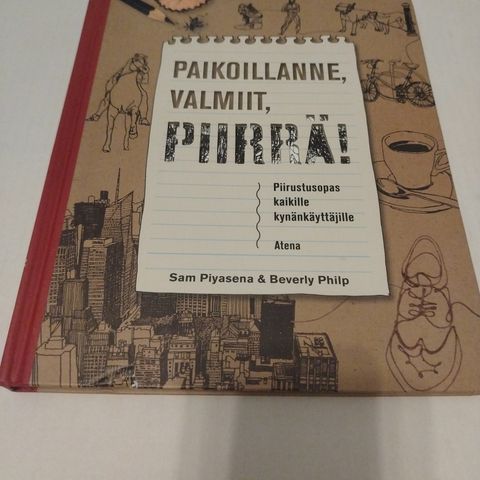 PAIKOILLANNE,
VALMIIT,
PIIRRÄ!
Piirustusopas
kaikille
kynänkäyttäjille
Atena
Sam Piyasena & Beverly Philp